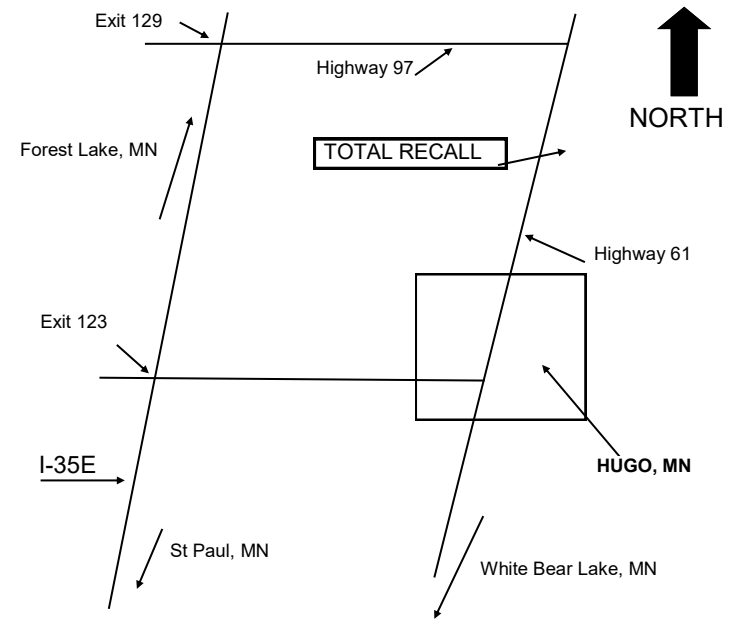 Exit 129
Highway 97
NORTH
Forest Lake, MN
TOTAL RECALL
Highway 61
Exit 123
I-35E
HUGO, MN
St Paul, MN
White Bear Lake, MN